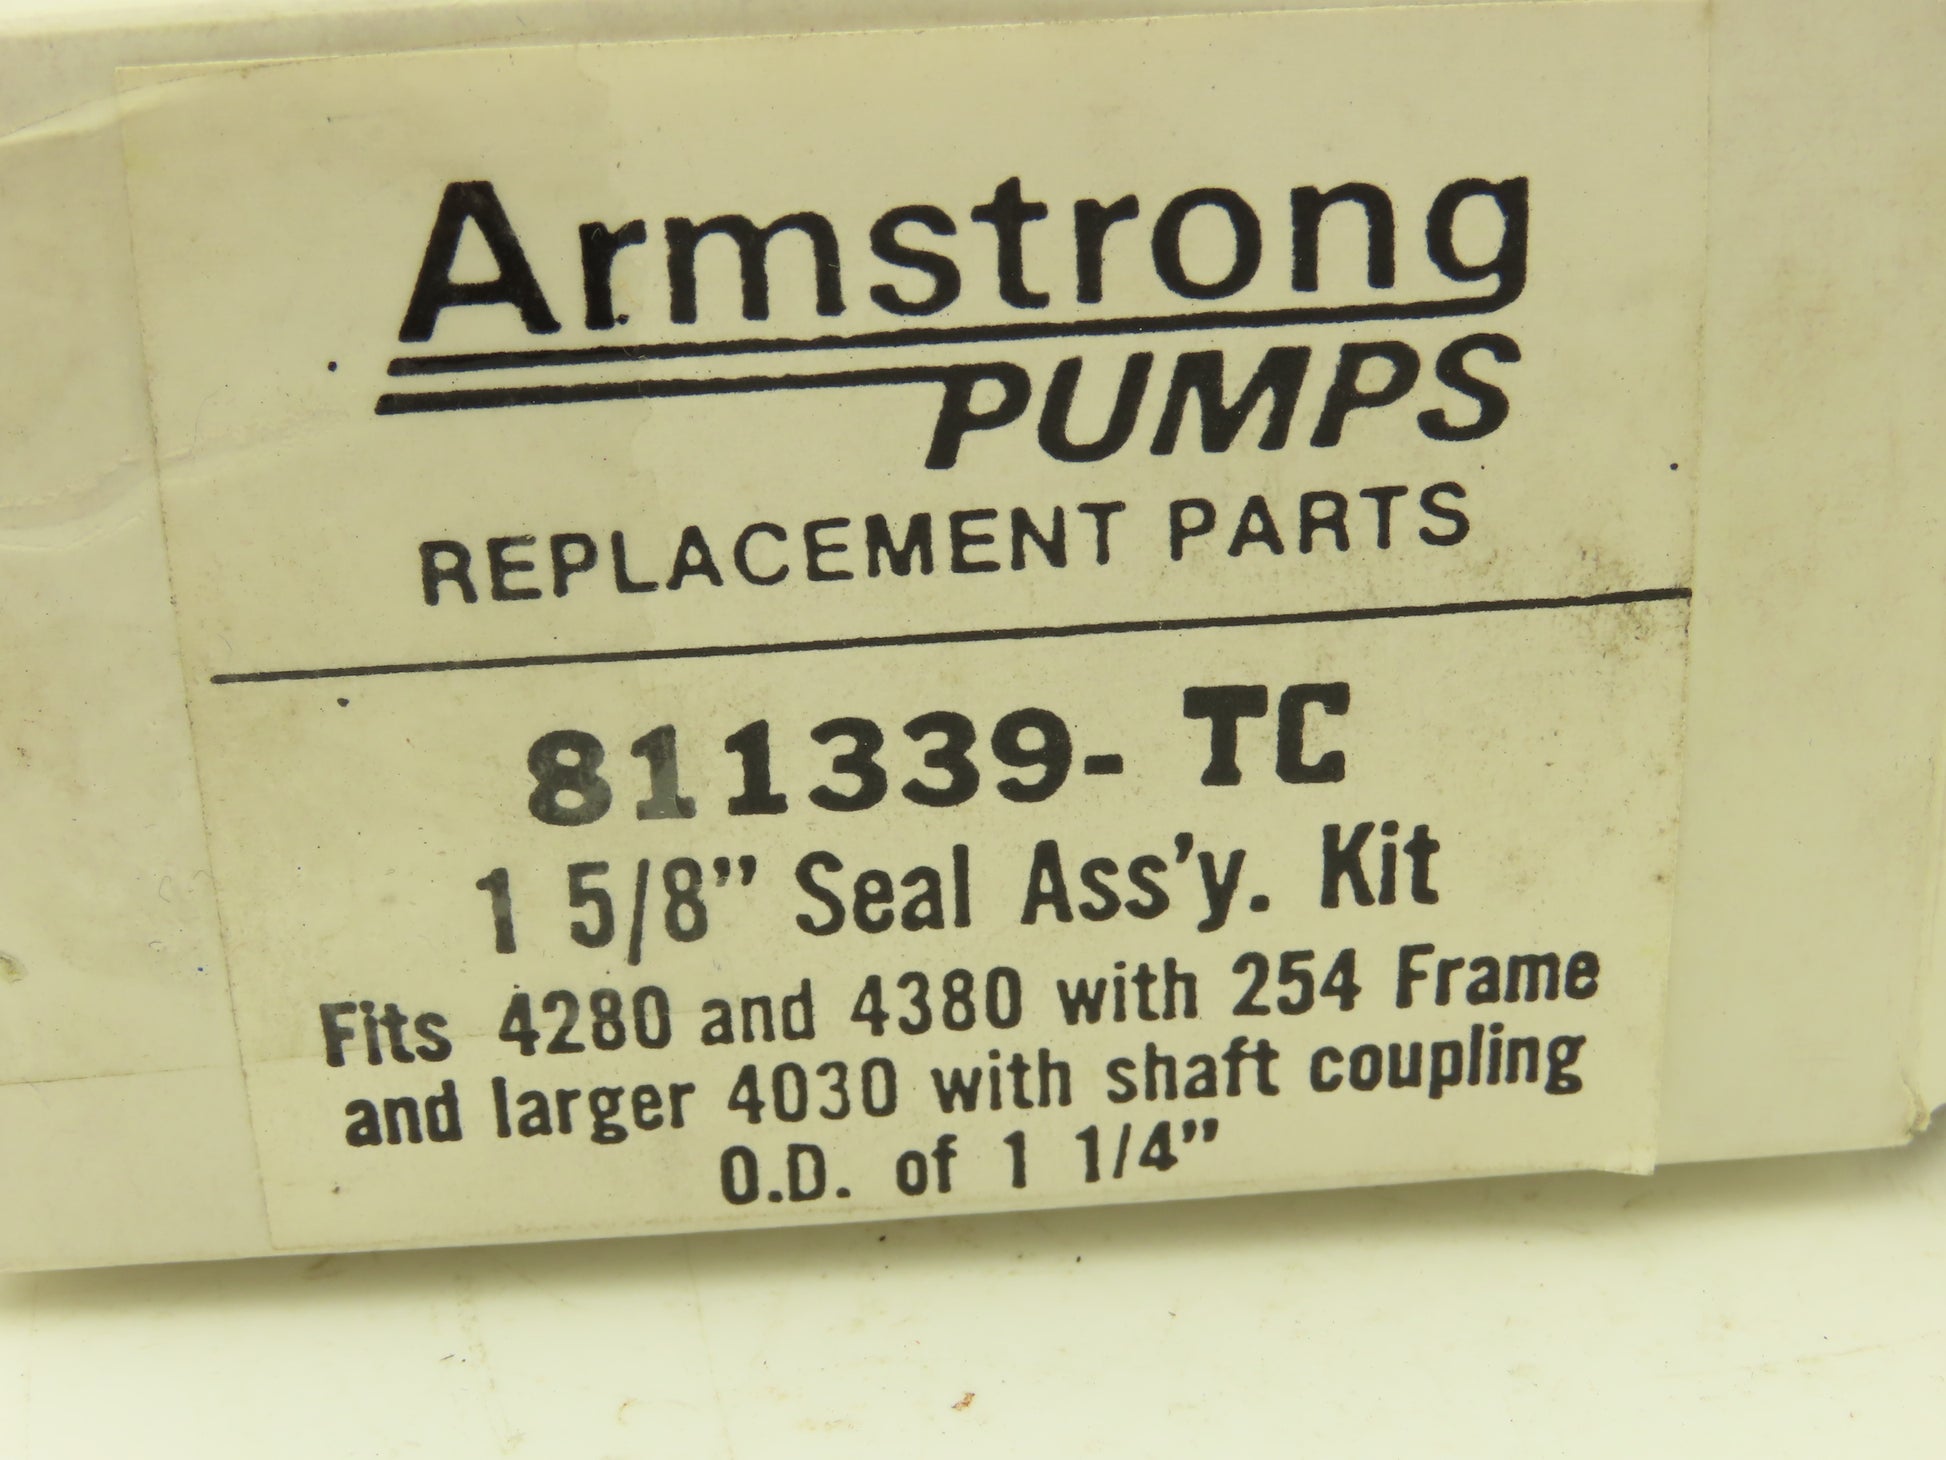 Armstrong
PUMPS
REPLACEMENT PARTS
811339- TC
1 5/8” Seal Ass’y. Kit
Fits 4280 and 4380 with 254 Frame
and larger 4030 with shaft coupling
O.D. of 1 1/4”